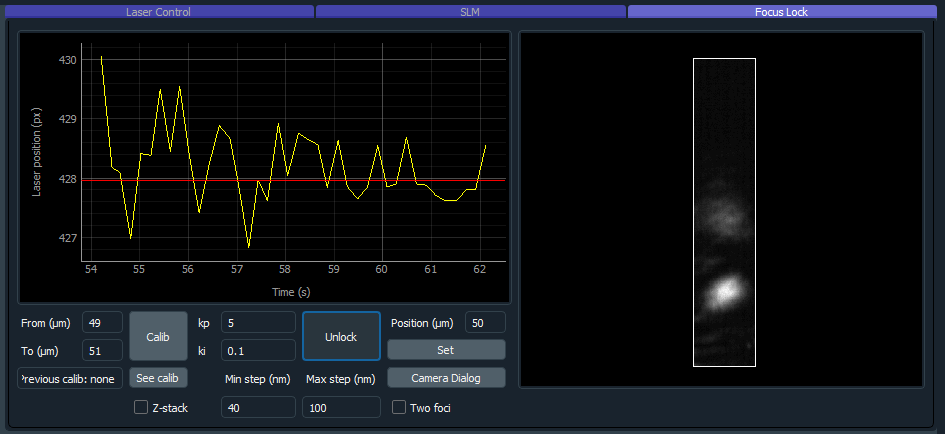 Laser Control SLM Focus Lock
430
429
428
427
Laser position (px)
54 55 56 57 58 59 60 61 62
Time (s)
From (µm) 49 Calib kp 5 Unlock Position (µm) 50
To (µm) 51 ki 0.1 Set
Previous calib: none See calib Min step (nm) Max step (nm) Camera Dialog
Z-stack 40 100 Two foci